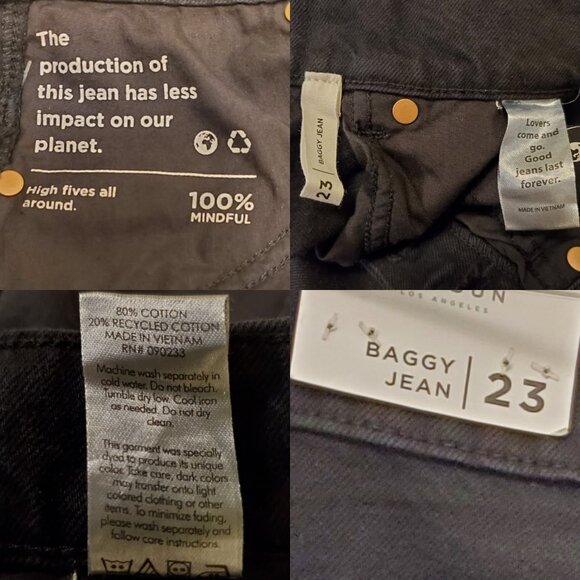 The
production of
this jean has less
impact on our
planet.
High fives all
around.
100%
MINDFUL
23
BAGGY JEAN
Lovers
come and
go.
Good
jeans last
forever.
MADE IN VIETNAM
80% COTTON
20% RECYCLED COTTON
MADE IN VIETNAM
RN# 090233
Machine wash separately in
cold water. Do not bleach.
Tumble dry low. Cool iron
as needed. Do not dry
clean.
This garment was specially
dyed to produce its unique
color. Take care, dark colors
may transfer onto light
colored clothing or other
items. To minimize fading,
please wash separately and
follow care instructions.
LOS ANGELES
BAGGY
JEAN
23